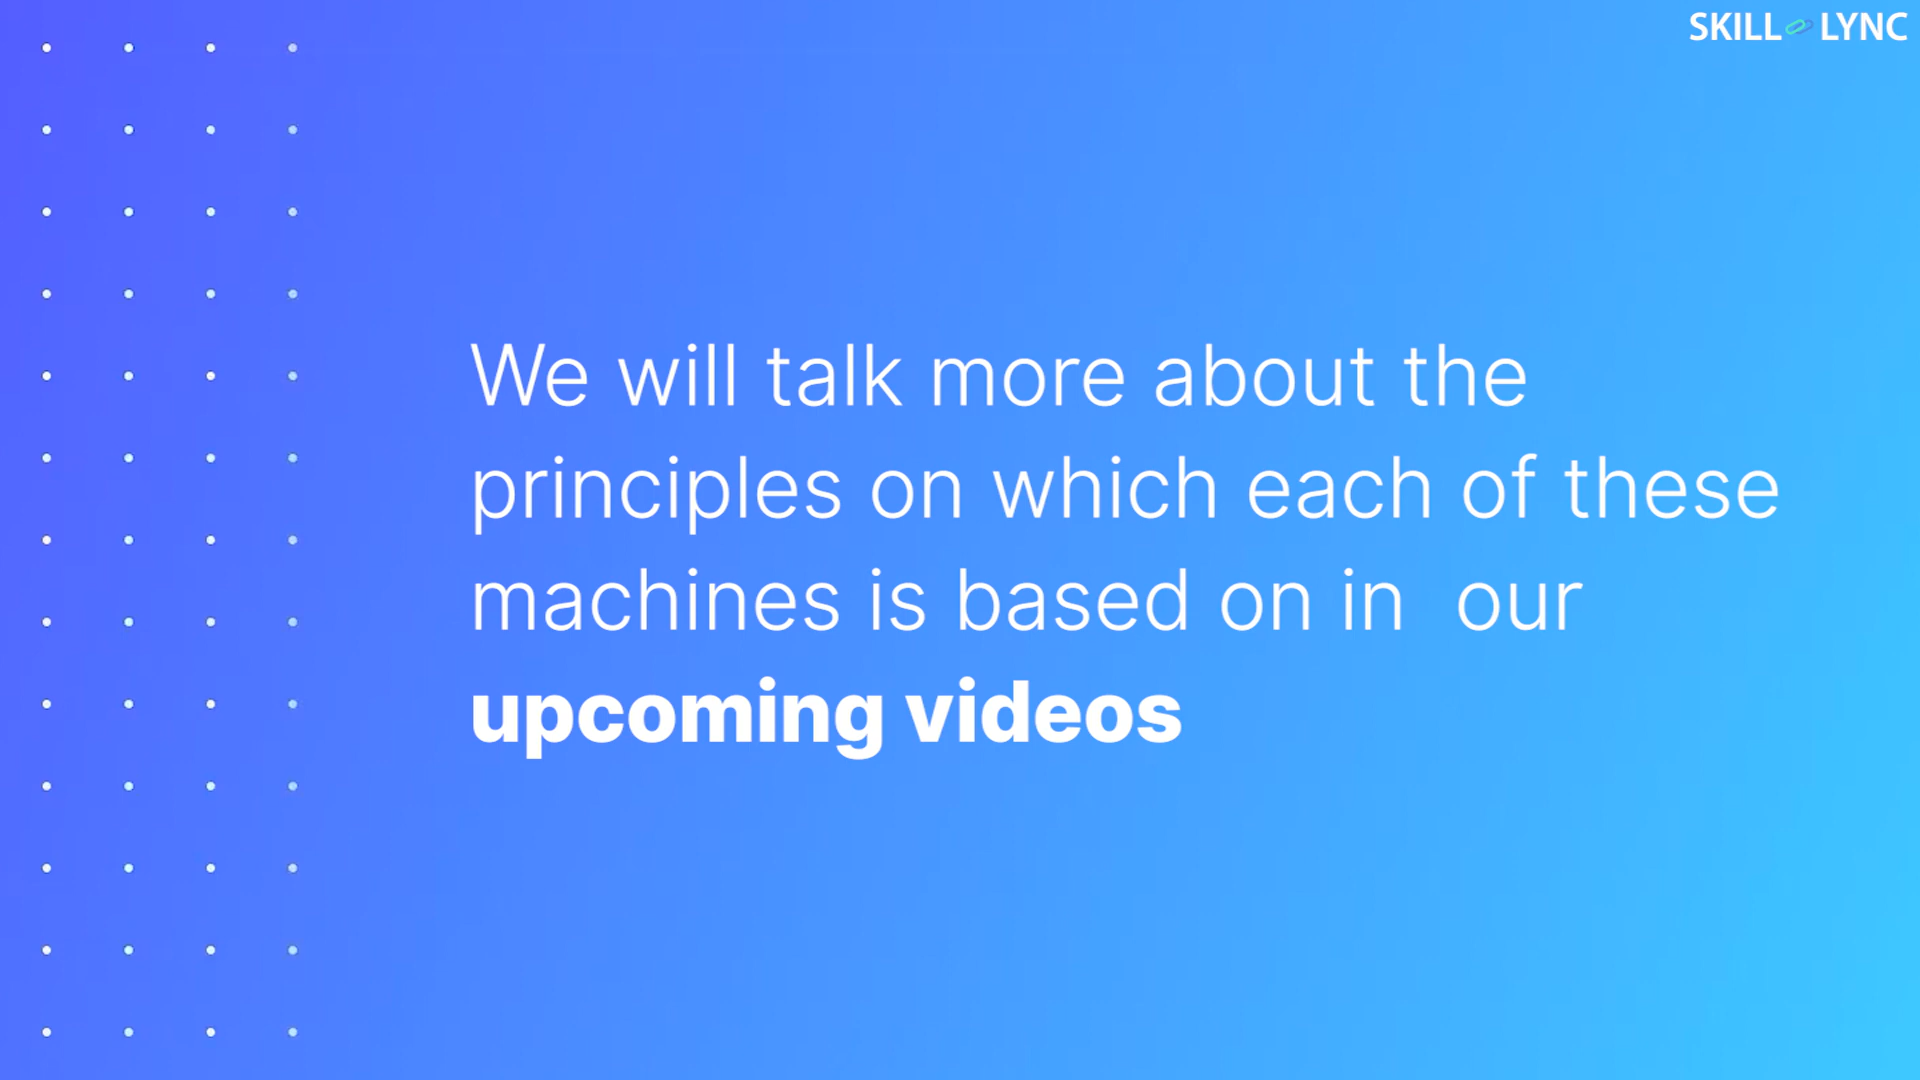 SKILL LYNC
We will talk more about the
principles on which each of these
machines is based on in  our
upcoming videos